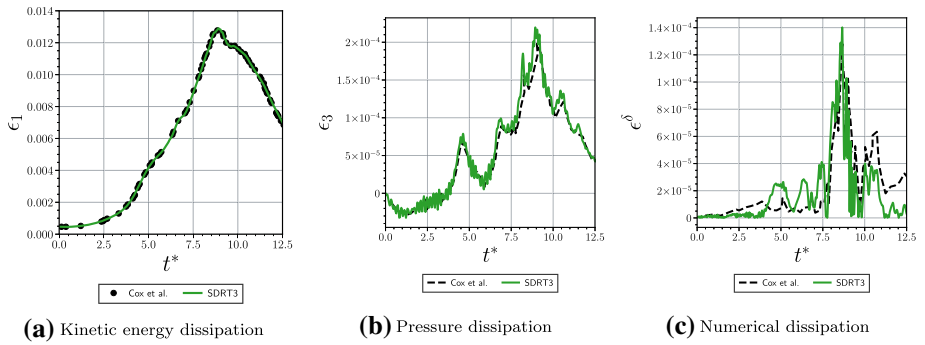 0.014
0.012
0.010
0.008
0.006
0.004
0.002
0.000
ϵ₁
0.0 2.5 5.0 7.5 10.0 12.5
t*
Cox et al. SDRT3
(a) Kinetic energy dissipation
2×10⁻⁴
1.5×10⁻⁴
1×10⁻⁴
5×10⁻⁵
0
ϵ₃
0.0 2.5 5.0 7.5 10.0 12.5
t*
Cox et al. SDRT3
(b) Pressure dissipation
1.4×10⁻⁴
1.2×10⁻⁴
1×10⁻⁴
8×10⁻⁵
6×10⁻⁵
4×10⁻⁵
2×10⁻⁵
0
ϵᵟ
0.0 2.5 5.0 7.5 10.0 12.5
t*
Cox et al. SDRT3
(c) Numerical dissipation